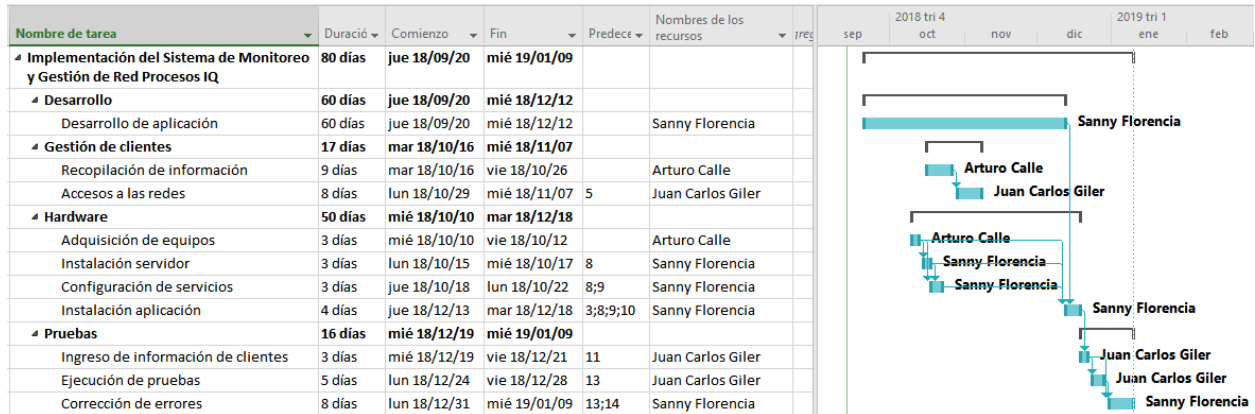 2018 tri 4 2019 tri 1
Nombre de tarea Duració Comienzo Fin Predece Nombres de los recursos sep oct nov dic ene feb
Implementación del Sistema de Monitoreo y Gestión de Red Procesos IQ 80 días jue 18/09/20 mié 19/01/09
Desarrollo 60 días jue 18/09/20 mié 18/12/12
Desarrollo de aplicación 60 días jue 18/09/20 mié 18/12/12 Sanny Florencia Sanny Florencia
Gestión de clientes 17 días mar 18/10/16 mié 18/11/07
Recopilación de información 9 días mar 18/10/16 vie 18/10/26 Arturo Calle Arturo Calle
Accesos a las redes 8 días lun 18/10/29 mié 18/11/07 5 Juan Carlos Giler Juan Carlos Giler
Hardware 50 días mié 18/10/10 mar 18/12/18
Adquisición de equipos 3 días mié 18/10/10 vie 18/10/12 Arturo Calle Arturo Calle
Instalación servidor 3 días lun 18/10/15 mié 18/10/17 8 Sanny Florencia Sanny Florencia
Configuración de servicios 3 días jue 18/10/18 lun 18/10/22 8;9 Sanny Florencia Sanny Florencia
Instalación aplicación 4 días jue 18/12/13 mar 18/12/18 3;8;9;10 Sanny Florencia Sanny Florencia
Pruebas 16 días mié 18/12/19 mié 19/01/09
Ingreso de información de clientes 3 días mié 18/12/19 vie 18/12/21 11 Juan Carlos Giler Juan Carlos Giler
Ejecución de pruebas 5 días lun 18/12/24 vie 18/12/28 13 Juan Carlos Giler Juan Carlos Giler
Corrección de errores 8 días lun 18/12/31 mié 19/01/09 13;14 Sanny Florencia Sanny Florencia